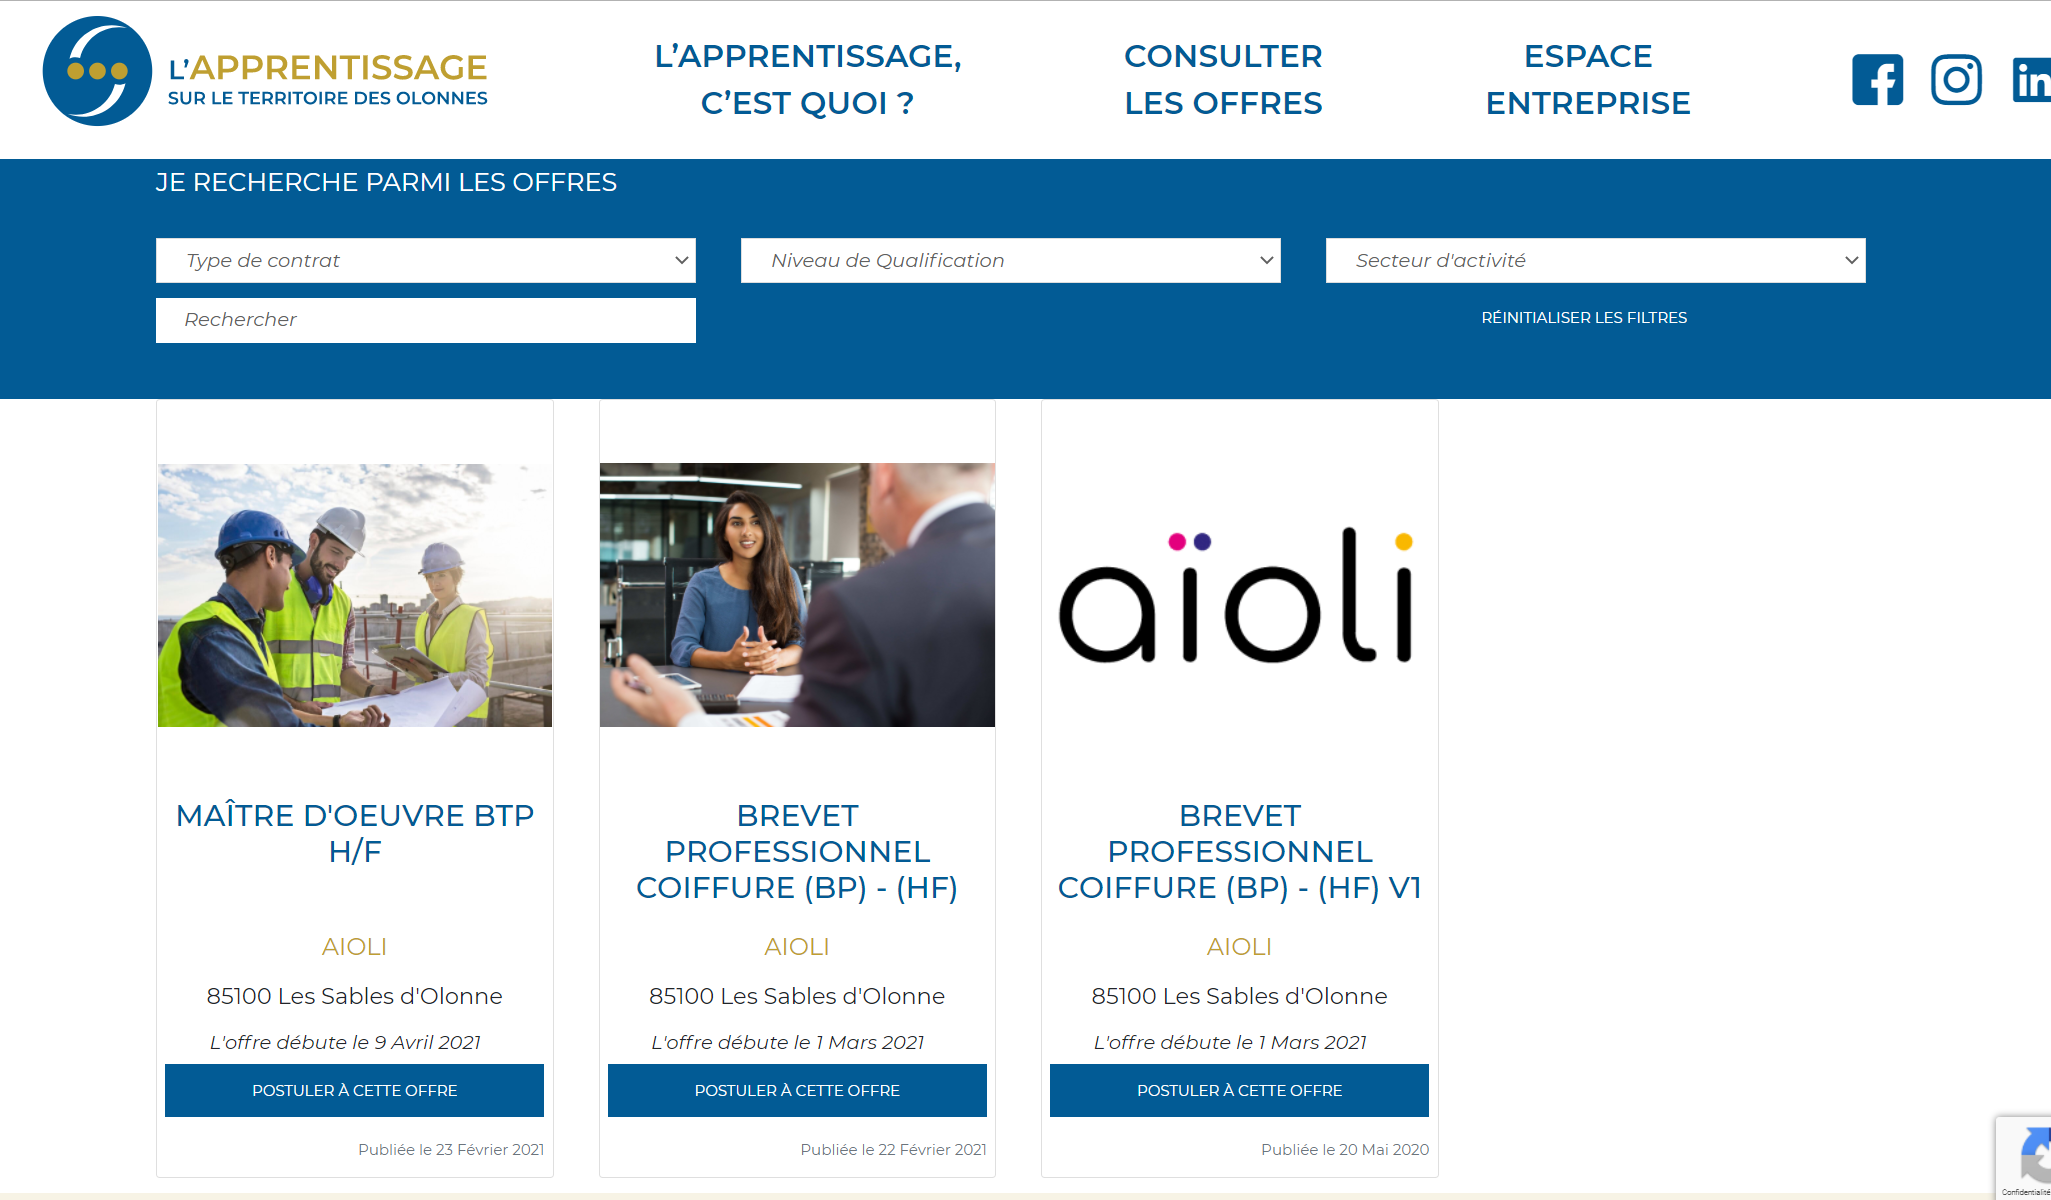 L'APPRENTISSAGE
SUR LE TERRITOIRE DES OLONNES
L'APPRENTISSAGE,
C'EST QUOI ?
CONSULTER
LES OFFRES
ESPACE
ENTREPRISE
JE RECHERCHE PARMI LES OFFRES
Type de contrat
Niveau de Qualification
Secteur d'activité
Rechercher
RÉINITIALISER LES FILTRES
MAÎTRE D'OEUVRE BTP
H/F
AIOLI
85100 Les Sables d'Olonne
L'offre débute le 9 Avril 2021
POSTULER À CETTE OFFRE
Publiée le 23 Février 2021
BREVET
PROFESSIONNEL
COIFFURE (BP) - (HF)
AIOLI
85100 Les Sables d'Olonne
L'offre débute le 1 Mars 2021
POSTULER À CETTE OFFRE
Publiée le 22 Février 2021
aïoli
BREVET
PROFESSIONNEL
COIFFURE (BP) - (HF) V1
AIOLI
85100 Les Sables d'Olonne
L'offre débute le 1 Mars 2021
POSTULER À CETTE OFFRE
Publiée le 20 Mai 2020
Confidentialité